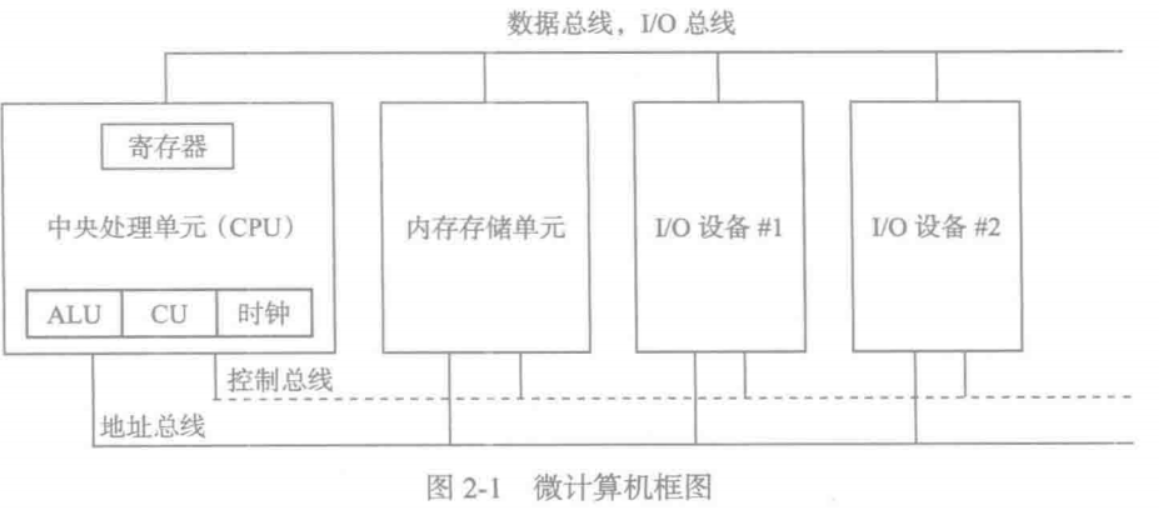 数据总线，I/O 总线
寄存器
中央处理单元（CPU）
内存存储单元
I/O 设备 #1
I/O 设备 #2
ALU
CU
时钟
控制总线
地址总线
图 2-1 微计算机框图